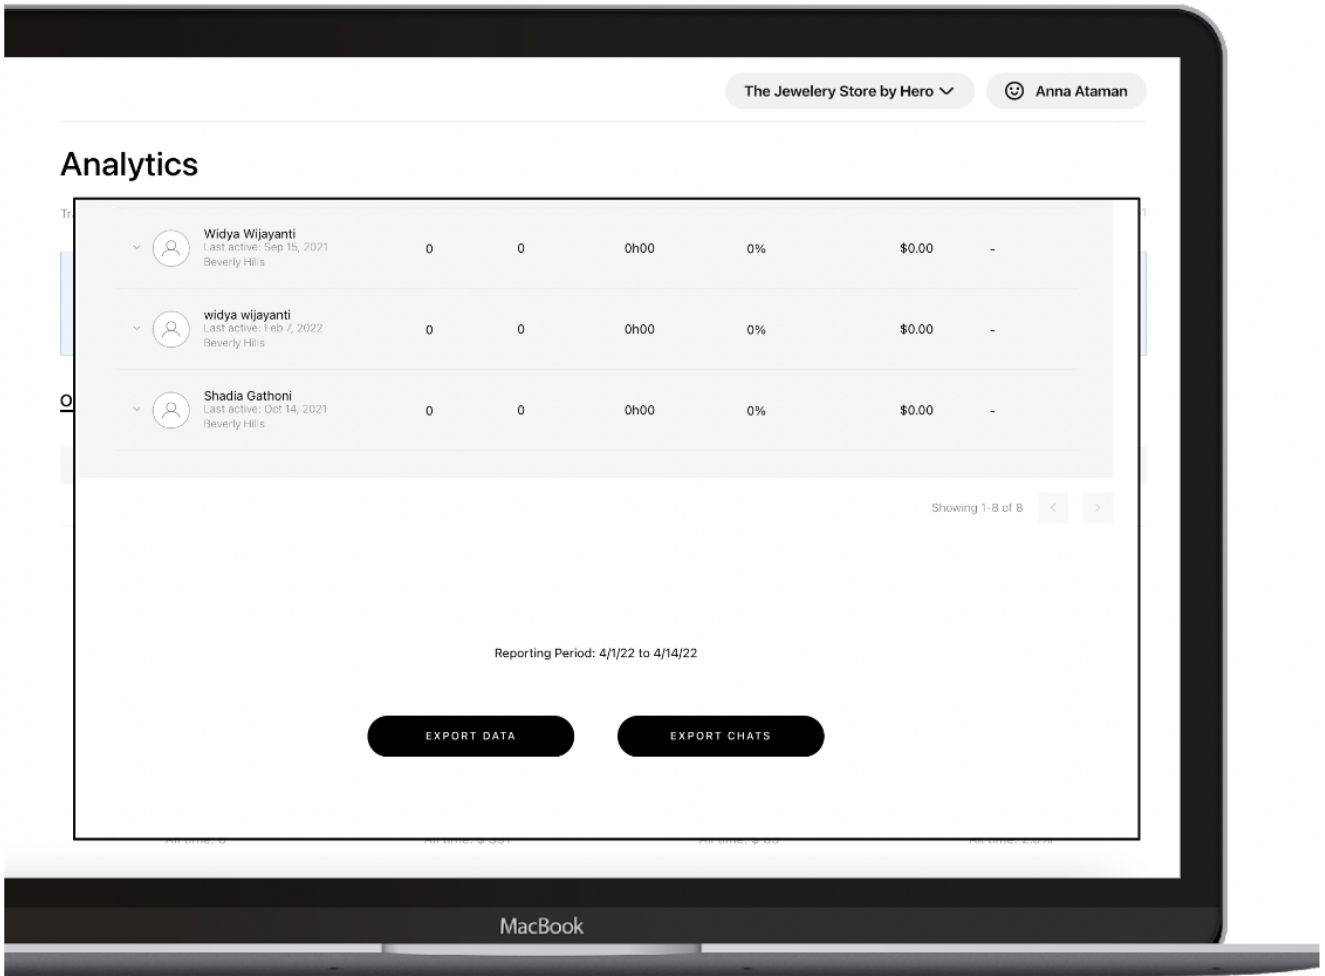 The Jewelery Store by Hero
Anna Ataman
Analytics
Widya Wijayanti
Last active: Sep 15, 2021
Beverly Hills
0 0 0h00 0% $0.00 -
widya wijayanti
Last active: Feb 7, 2022
Beverly Hills
0 0 0h00 0% $0.00 -
Shadia Gathoni
Last active: Oct 14, 2021
Beverly Hills
0 0 0h00 0% $0.00 -
Showing 1-8 of 8
Reporting Period: 4/1/22 to 4/14/22
EXPORT DATA EXPORT CHATS
MacBook